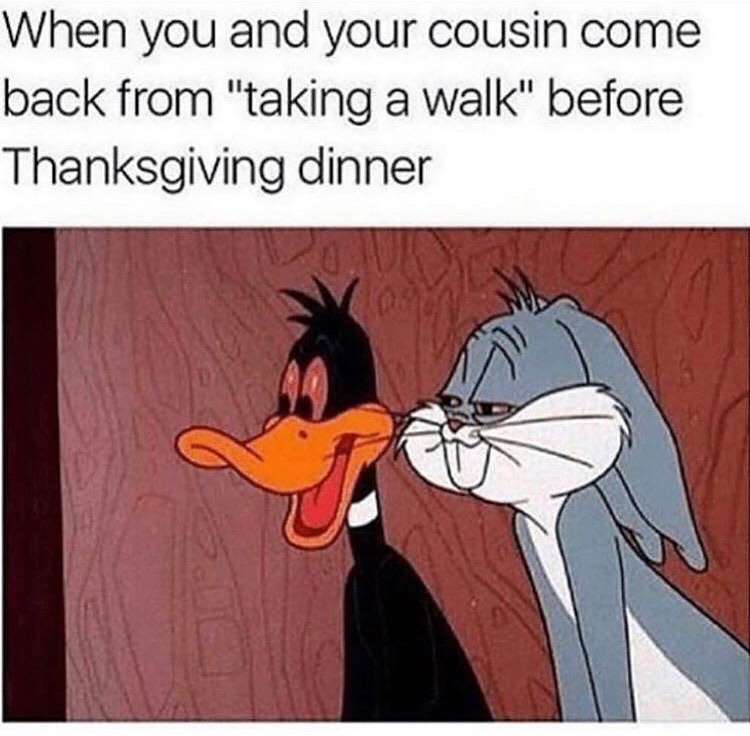 When you and your cousin come
back from "taking a walk" before
Thanksgiving dinner